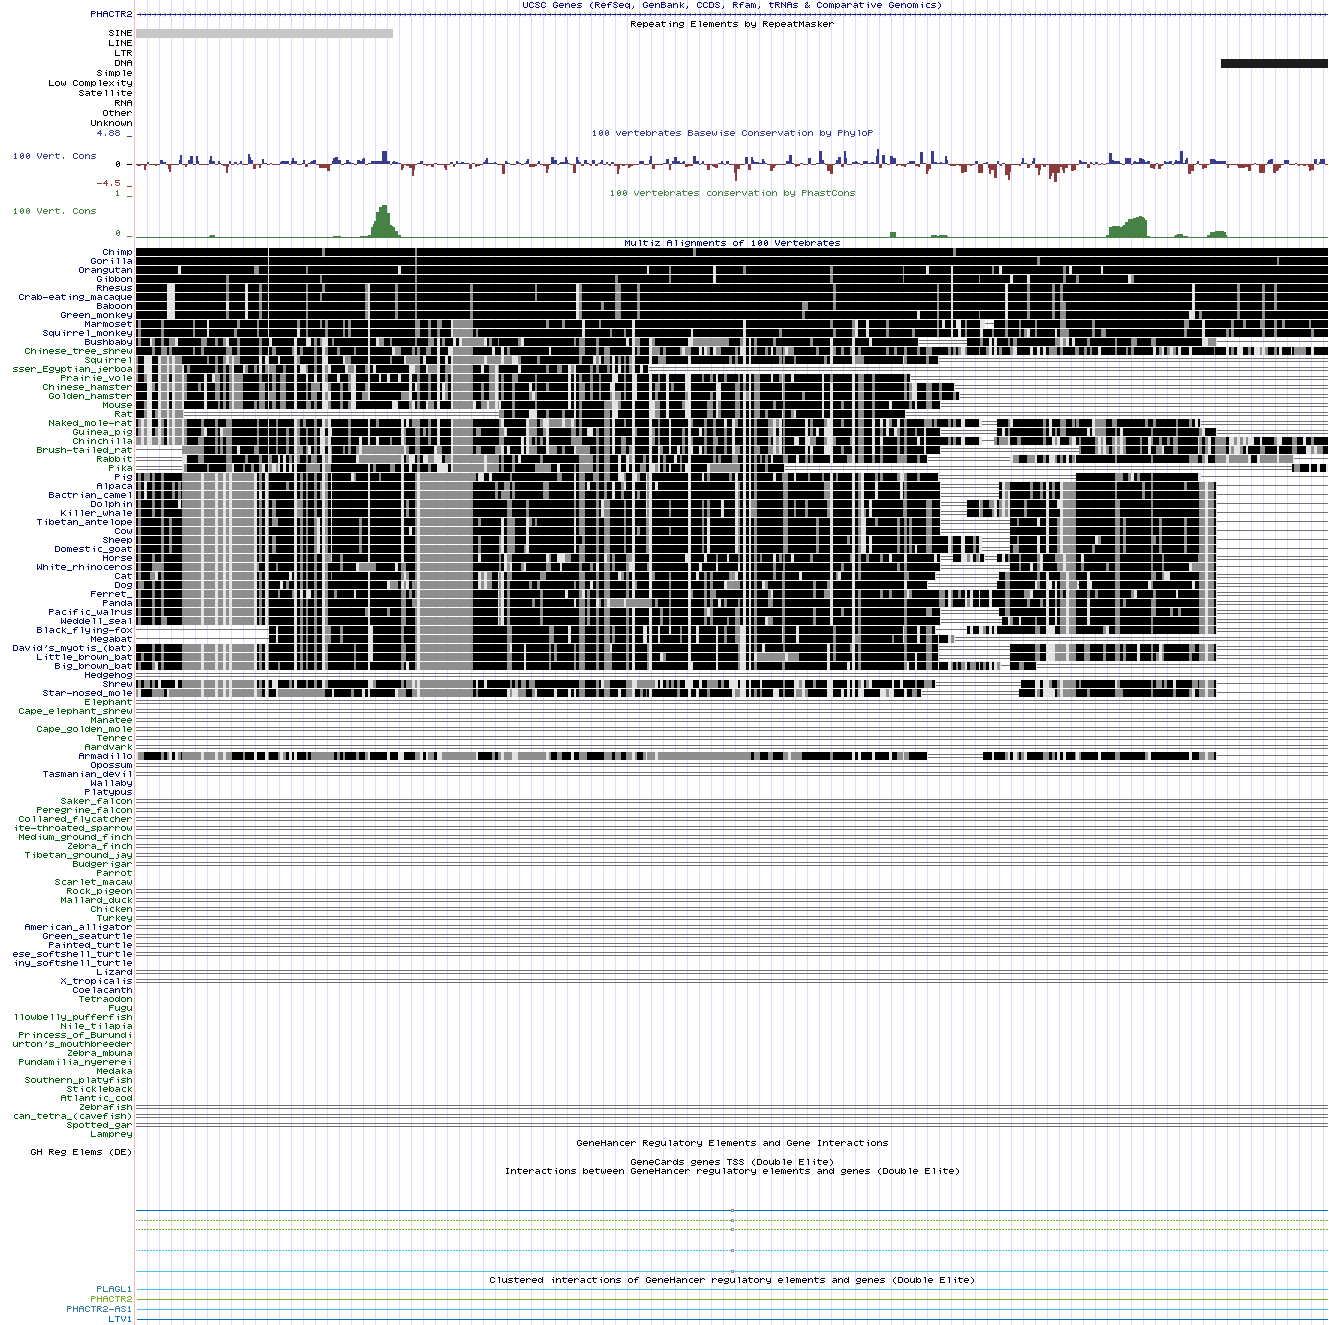 UCSC Genes (RefSeq, GenBank, CCDS, Rfam, tRNAs & Comparative Genomics)
PHACTR2
Repeating Elements by RepeatMasker
SINE
LINE
LTR
DNA
Simple
Low Complexity
Satellite
RNA
Other
Unknown
100 vertebrates Basewise Conservation by PhyloP
4.88 _
100 Vert. Cons
0 _
-4.5 _
100 vertebrates conservation by PhastCons
1 _
100 Vert. Cons
0 _
Multiz Alignments of 100 Vertebrates
Chimp
Gorilla
Orangutan
Gibbon
Rhesus
Crab-eating_macaque
Baboon
Green_monkey
Marmoset
Squirrel_monkey
Bushbaby
Chinese_tree_shrew
Squirrel
sser_Egyptian_jerboa
Prairie_vole
Chinese_hamster
Golden_hamster
Mouse
Rat
Naked_mole-rat
Guinea_pig
Chinchilla
Brush-tailed_rat
Rabbit
Pika
Pig
Alpaca
Bactrian_camel
Dolphin
Killer_whale
Tibetan_antelope
Cow
Sheep
Domestic_goat
Horse
White_rhinoceros
Cat
Dog
Ferret_
Panda
Pacific_walrus
Weddell_seal
Black_flying-fox
Megabat
David's_myotis_(bat)
Little_brown_bat
Big_brown_bat
Hedgehog
Shrew
Star-nosed_mole
Elephant
Cape_elephant_shrew
Manatee
Cape_golden_mole
Tenrec
Aardvark
Armadillo
Opossum
Tasmanian_devil
Wallaby
Platypus
Saker_falcon
Peregrine_falcon
Collared_flycatcher
ite-throated_sparrow
Medium_ground_finch
Zebra_finch
Tibetan_ground_jay
Budgerigar
Parrot
Scarlet_macaw
Rock_pigeon
Mallard_duck
Chicken
Turkey
American_alligator
Green_seaturtle
Painted_turtle
ese_softshell_turtle
iny_softshell_turtle
Lizard
X_tropicalis
Coelacanth
Tetraodon
Fugu
llowbelly_pufferfish
Nile_tilapia
Princess_of_Burundi
urton's_mouthbreeder
Zebra_mbuna
Pundamilia_nyererei
Medaka
Southern_platyfish
Stickleback
Atlantic_cod
Zebrafish
can_tetra_(cavefish)
Spotted_gar
Lamprey
GeneHancer Regulatory Elements and Gene Interactions
GH Reg Elems (DE)
GeneCards genes TSS (Double Elite)
Interactions between GeneHancer regulatory elements and genes (Double Elite)
Clustered interactions of GeneHancer regulatory elements and genes (Double Elite)
PLAGL1
PHACTR2
PHACTR2-AS1
LTV1